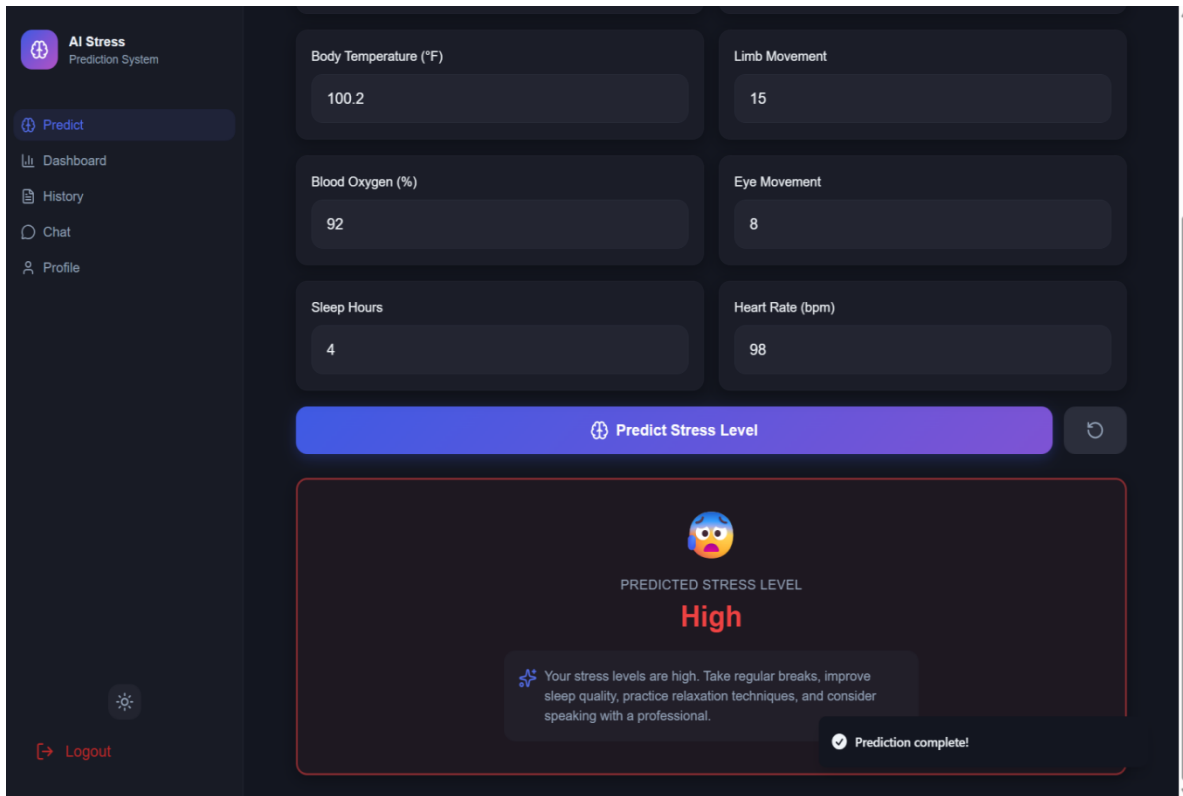 AI Stress
Prediction System
Predict
Dashboard
History
Chat
Profile
Logout
Body Temperature (°F)
100.2
Limb Movement
15
Blood Oxygen (%)
92
Eye Movement
8
Sleep Hours
4
Heart Rate (bpm)
98
Predict Stress Level
PREDICTED STRESS LEVEL
High
Your stress levels are high. Take regular breaks, improve
sleep quality, practice relaxation techniques, and consider
speaking with a professional.
Prediction complete!